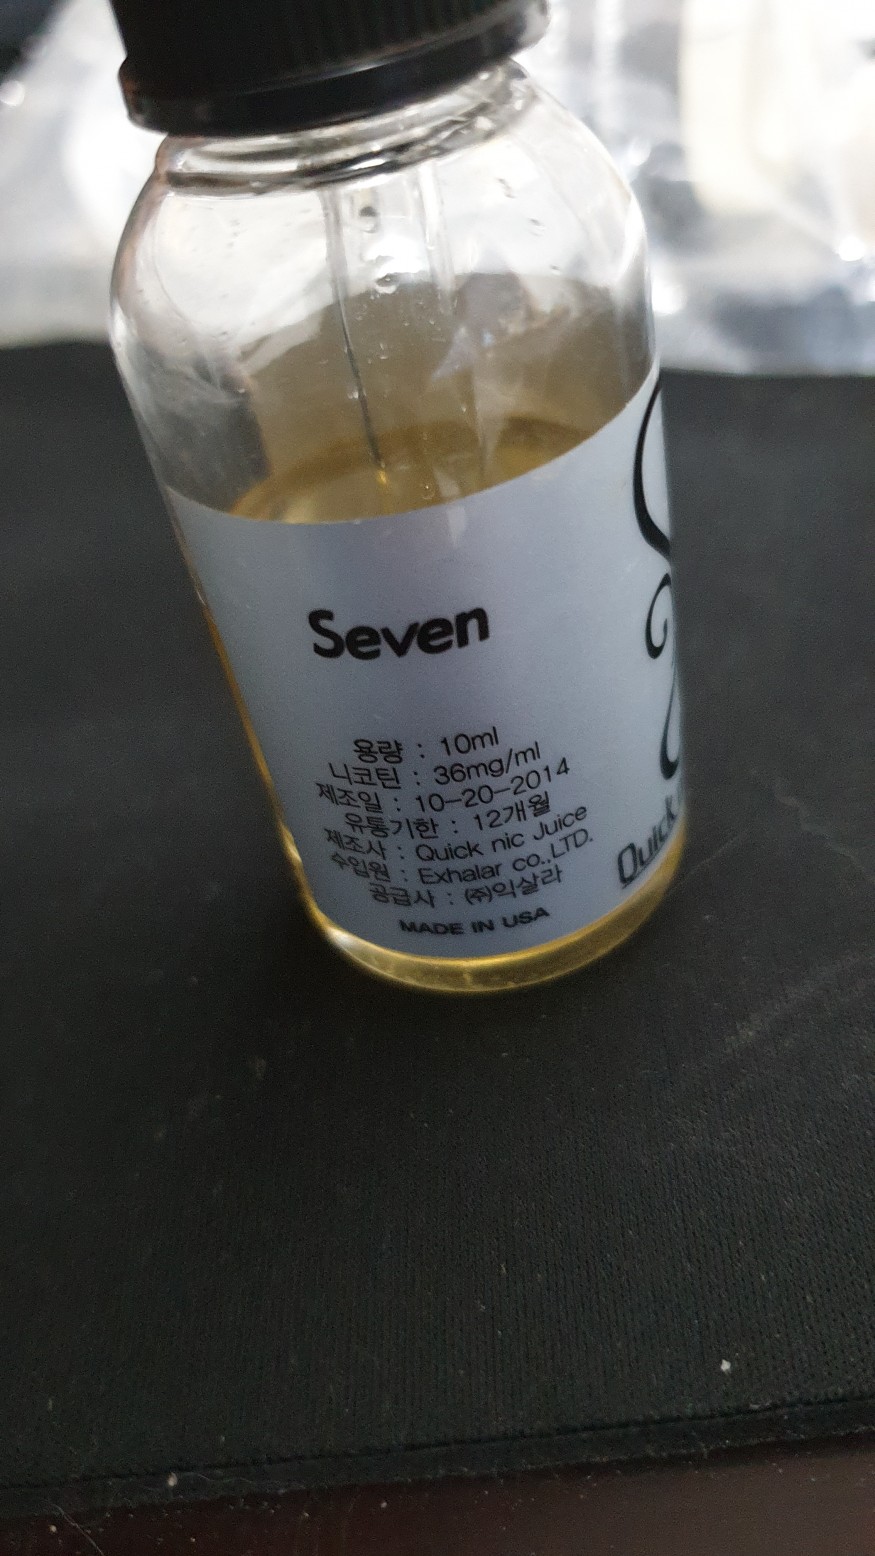 Seven
용량 : 10ml
니코틴 : 36mg/ml
제조일 : 10-20-2014
유통기한 : 12개월
제조사 : Quick nic Juice
수입원 : Exhalar co.,LTD.
공급사 : ㈜익살라
MADE IN USA
Quick